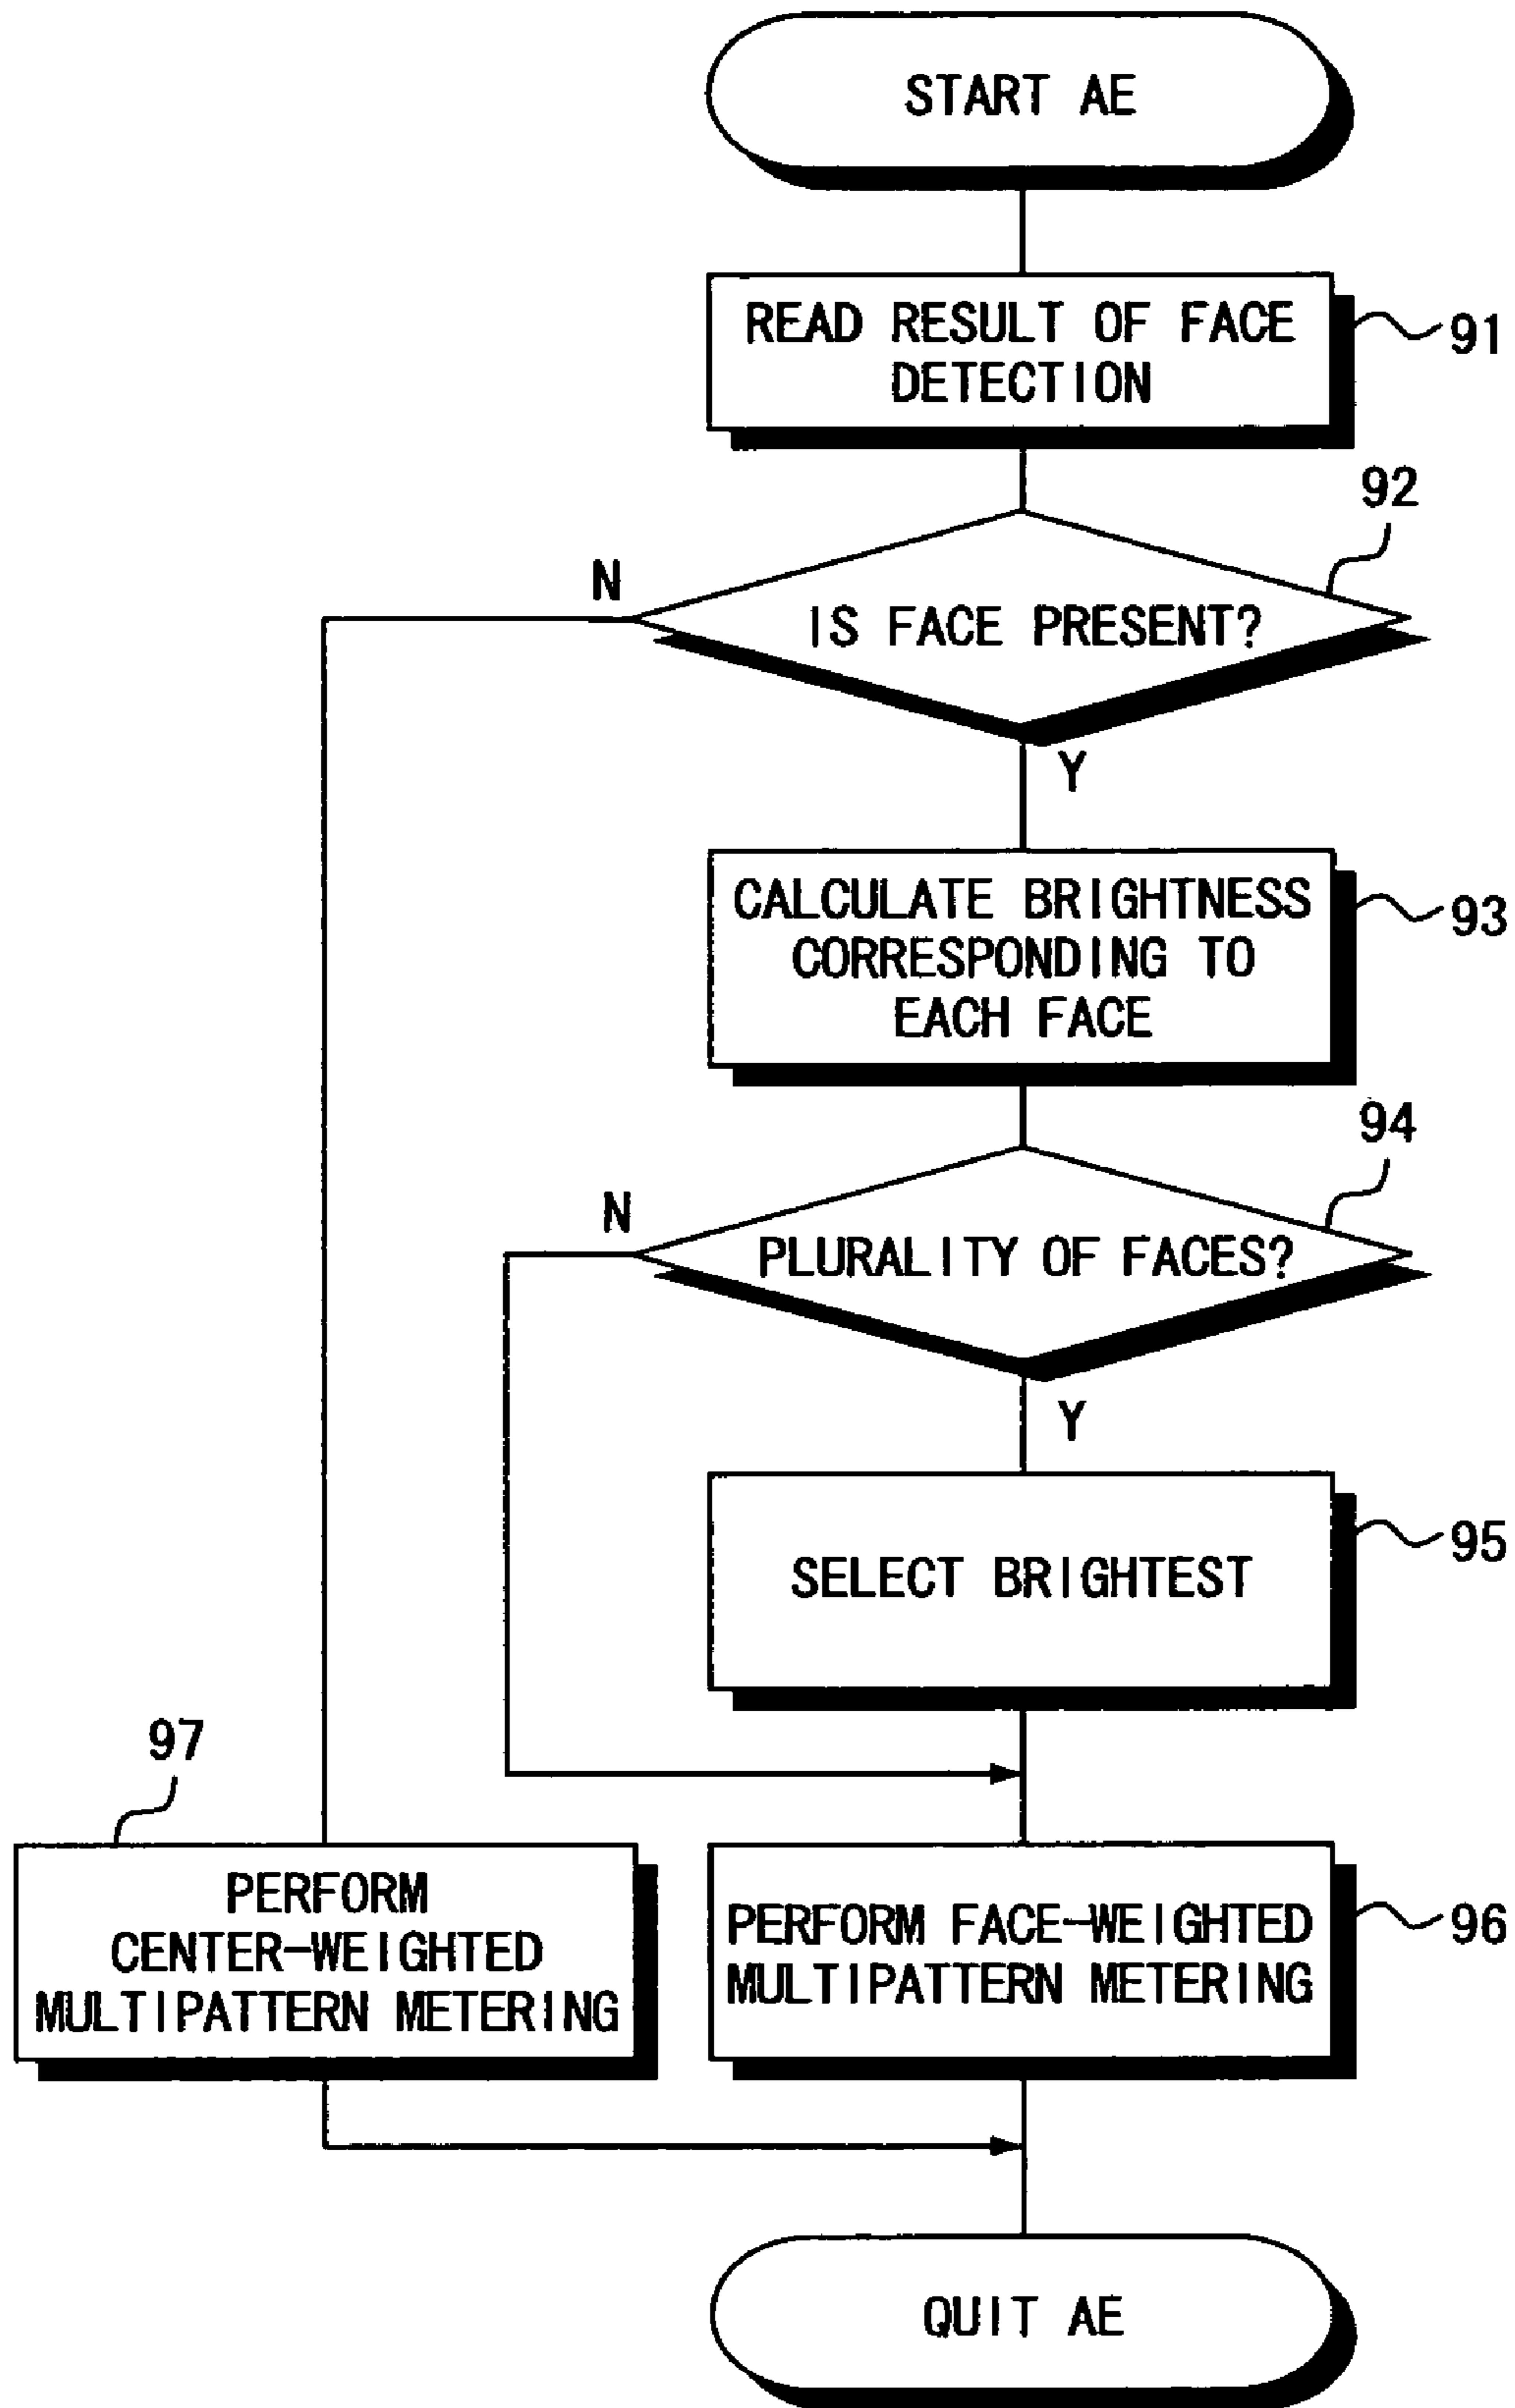 START AE
READ RESULT OF FACE
DETECTION
91
92
N
IS FACE PRESENT?
Y
CALCULATE BRIGHTNESS
CORRESPONDING TO
EACH FACE
93
94
N
PLURALITY OF FACES?
Y
SELECT BRIGHTEST
95
97
PERFORM
CENTER-WEIGHTED
MULTIPATTERN METERING
PERFORM FACE-WEIGHTED
MULTIPATTERN METERING
96
QUIT AE